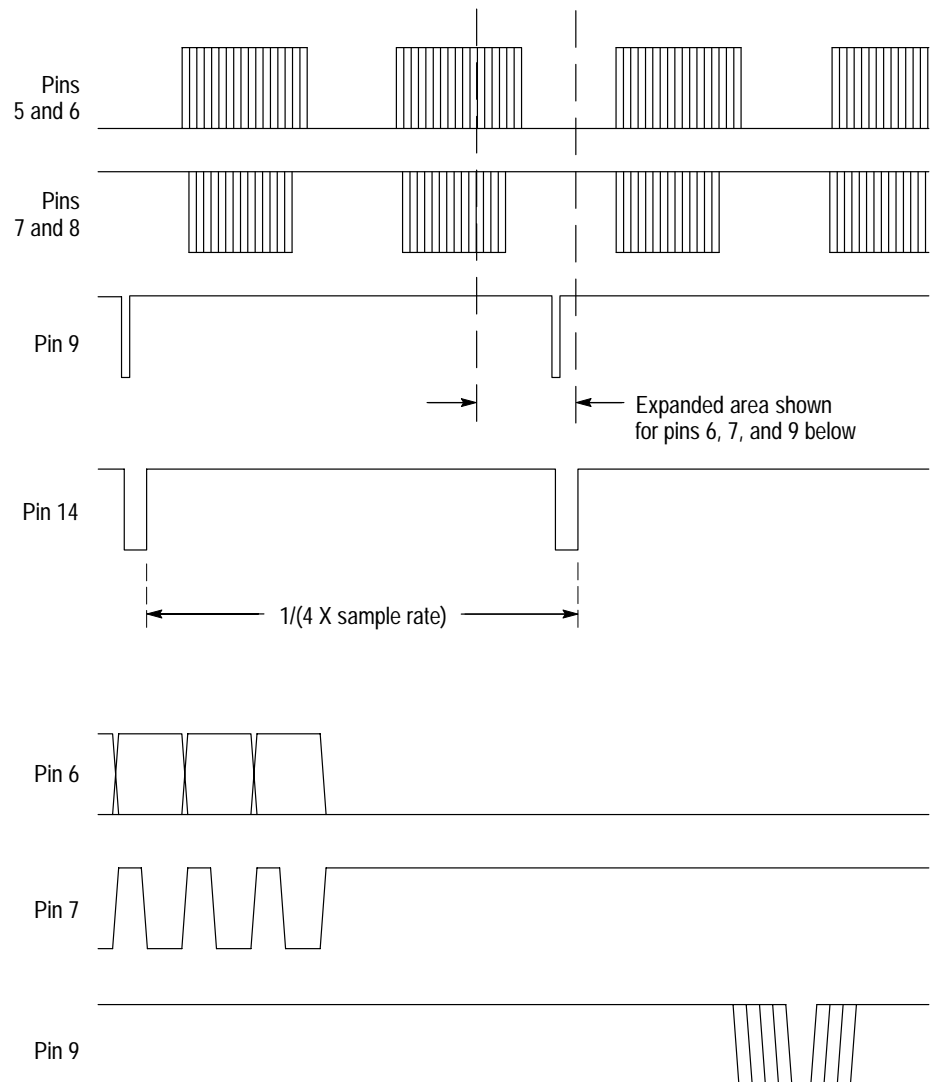 Pins
5 and 6
Pins
7 and 8
Pin 9
Expanded area shown
for pins 6, 7, and 9 below
Pin 14
1/(4 X sample rate)
Pin 6
Pin 7
Pin 9